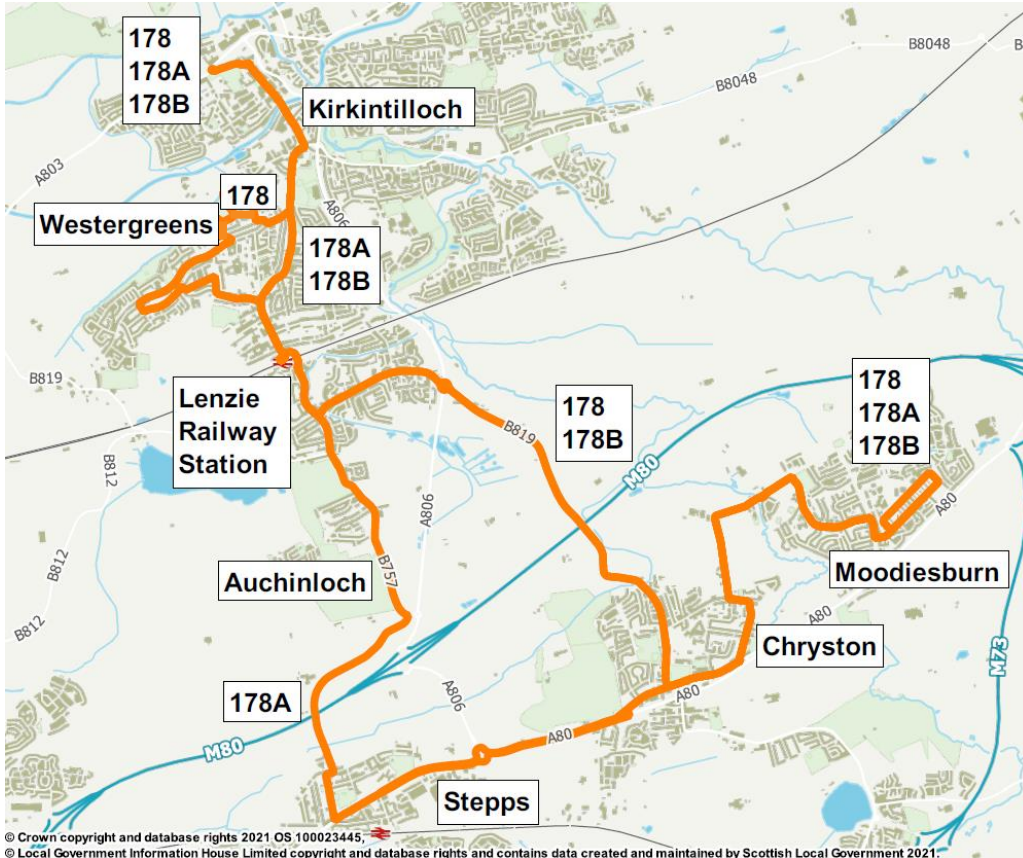 178
178A
178B
Kirkintilloch
B8048
B8048
B
A803
178
A806
Westergreens
178A
178B
B819
Lenzie
Railway
Station
178
178B
B819
M80
178
178A
178B
A80
B812
A806
B812
B812
Auchinloch
B757
Moodiesburn
A80
Chryston
M73
178A
A80
A806
M80
A80
Stepps
© Crown copyright and database rights 2021 OS 100023445,
© Local Government Information House Limited copyright and database rights and contains data created and maintained by Scottish Local Government 2021